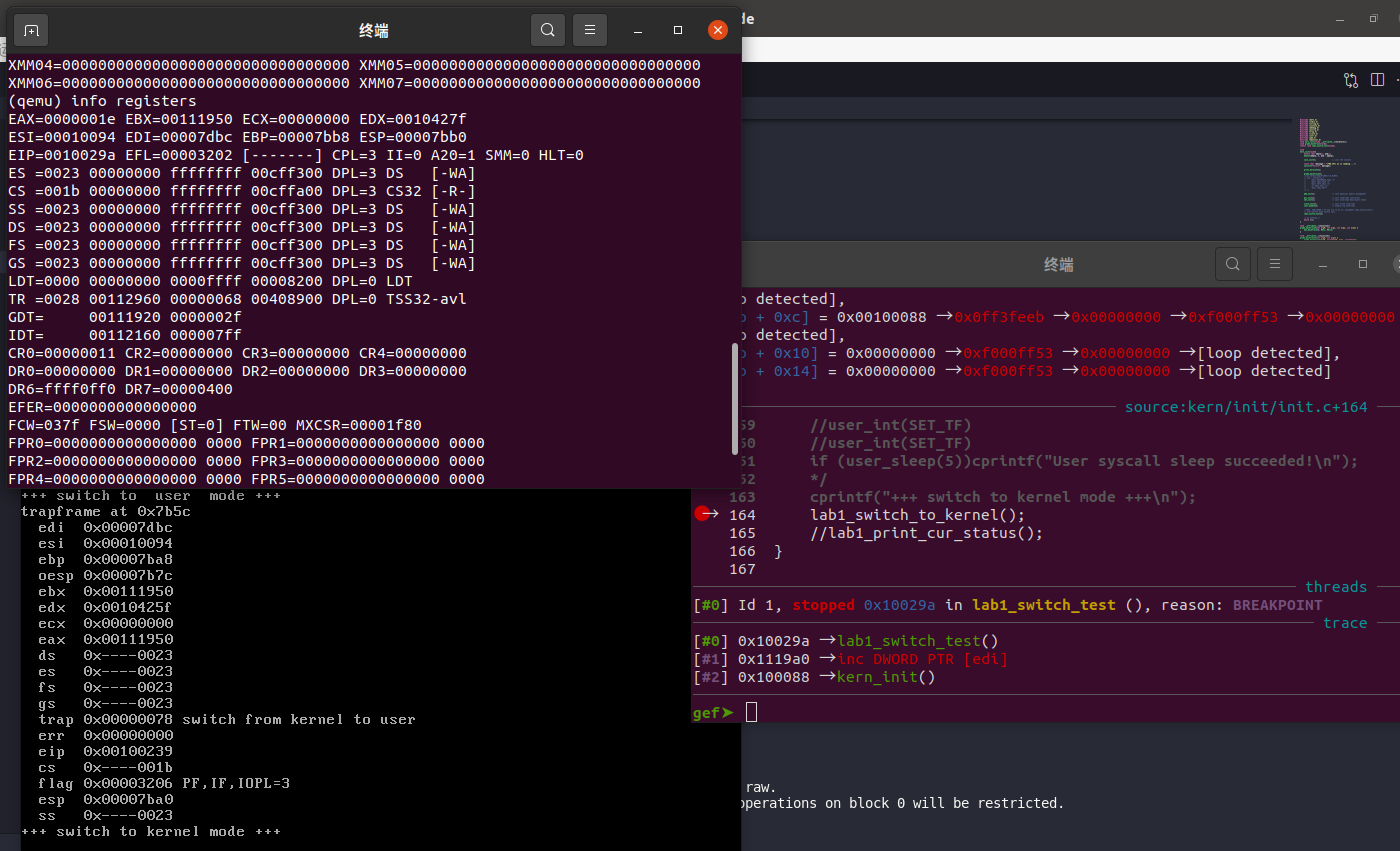 终端
XMM04=00000000000000000000000000000000 XMM05=00000000000000000000000000000000
XMM06=00000000000000000000000000000000 XMM07=00000000000000000000000000000000
(qemu) info registers
EAX=0000001e EBX=00111950 ECX=00000000 EDX=0010427f
ESI=00010094 EDI=00007dbc EBP=00007bb8 ESP=00007bb0
EIP=0010029a EFL=00003202 [-------] CPL=3 II=0 A20=1 SMM=0 HLT=0
ES =0023 00000000 ffffffff 00cff300 DPL=3 DS   [-WA]
CS =001b 00000000 ffffffff 00cffa00 DPL=3 CS32 [-R-]
SS =0023 00000000 ffffffff 00cff300 DPL=3 DS   [-WA]
DS =0023 00000000 ffffffff 00cff300 DPL=3 DS   [-WA]
FS =0023 00000000 ffffffff 00cff300 DPL=3 DS   [-WA]
GS =0023 00000000 ffffffff 00cff300 DPL=3 DS   [-WA]
LDT=0000 00000000 0000ffff 00008200 DPL=0 LDT
TR =0028 00112960 00000068 00408900 DPL=0 TSS32-avl
GDT=     00111920 0000002f
IDT=     00112160 000007ff
CR0=00000011 CR2=00000000 CR3=00000000 CR4=00000000
DR0=00000000 DR1=00000000 DR2=00000000 DR3=00000000
DR6=ffff0ff0 DR7=00000400
EFER=0000000000000000
FCW=037f FSW=0000 [ST=0] FTW=00 MXCSR=00001f80
FPR0=0000000000000000 0000 FPR1=0000000000000000 0000
FPR2=0000000000000000 0000 FPR3=0000000000000000 0000
FPR4=0000000000000000 0000 FPR5=0000000000000000 0000
+++ switch to  user  mode +++
trapframe at 0x7b5c
edi  0x00007dbc
esi  0x00010094
ebp  0x00007ba8
oesp 0x00007b7c
ebx  0x00111950
edx  0x0010425f
ecx  0x00000000
eax  0x00111950
ds   0x----0023
es   0x----0023
fs   0x----0023
gs   0x----0023
trap 0x00000078 switch from kernel to user
err  0x00000000
eip  0x00100239
cs   0x----001b
flag 0x00003206 PF,IF,IOPL=3
esp  0x00007ba0
ss   0x----0023
+++ switch to kernel mode +++
de
终端
p detected],
p + 0xc] = 0x00100088 →0x0ff3feeb →0x00000000 →0xf000ff53 →0x00000000
p detected],
p + 0x10] = 0x00000000 →0xf000ff53 →0x00000000 →[loop detected],
p + 0x14] = 0x00000000 →0xf000ff53 →0x00000000 →[loop detected]
source:kern/init/init.c+164
59      //user_int(SET_TF)
60      //user_int(SET_TF)
61      if (user_sleep(5))cprintf("User syscall sleep succeeded!\n");
62      */
163      cprintf("+++ switch to kernel mode +++\n");
→ 164      lab1_switch_to_kernel();
165      //lab1_print_cur_status();
166  }
167
threads
[#0] Id 1, stopped 0x10029a in lab1_switch_test (), reason: BREAKPOINT
trace
[#0] 0x10029a →lab1_switch_test()
[#1] 0x1119a0 →inc DWORD PTR [edi]
[#2] 0x100088 →kern_init()
gef➤
raw.
operations on block 0 will be restricted.